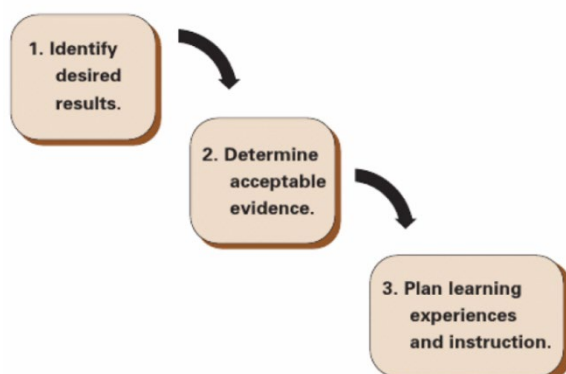 1. Identify
desired
results.
2. Determine
acceptable
evidence.
3. Plan learning
experiences
and instruction.